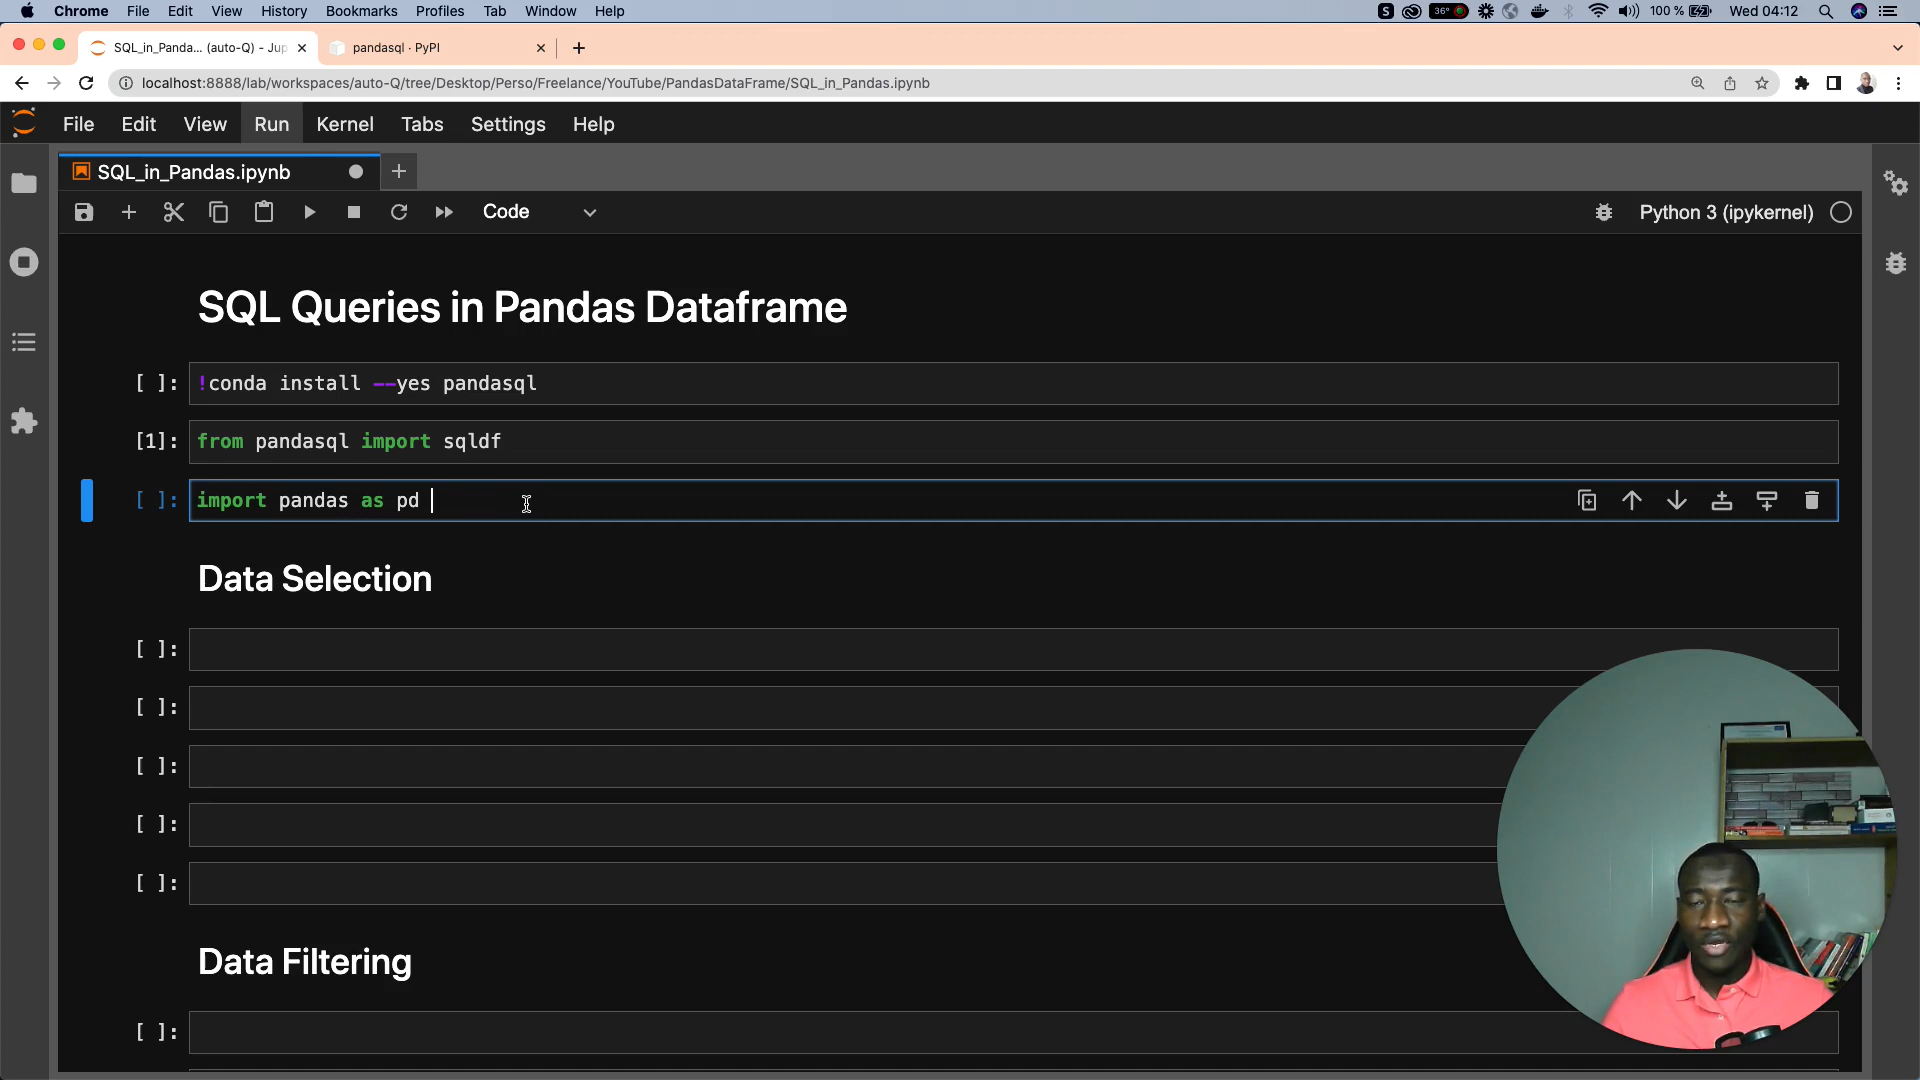 Chrome File Edit View History Bookmarks Profiles Tab Window Help
S 36° 100 % Wed 04:12
SQL_in_Panda... (auto-Q) - Jup
pandasql · PyPI
localhost:8888/lab/workspaces/auto-Q/tree/Desktop/Perso/Freelance/YouTube/PandasDataFrame/SQL_in_Pandas.ipynb
File Edit View Run Kernel Tabs Settings Help
SQL_in_Pandas.ipynb
Code
Python 3 (ipykernel)
SQL Queries in Pandas Dataframe
[ ]: !conda install --yes pandasql
[1]: from pandasql import sqldf
[ ]: import pandas as pd
Data Selection
[ ]:
[ ]:
[ ]:
[ ]:
[ ]:
Data Filtering
[ ]: